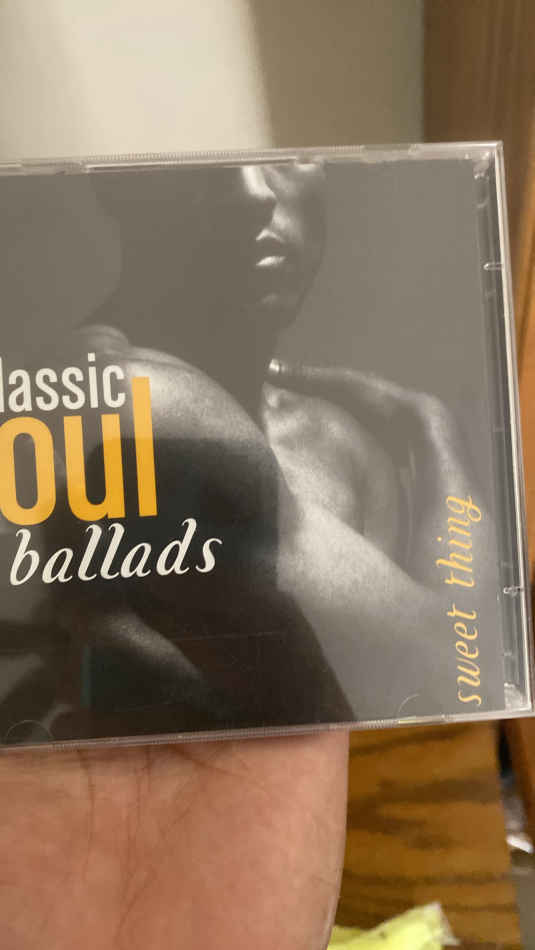 lassic
oul
ballads
sweet thing